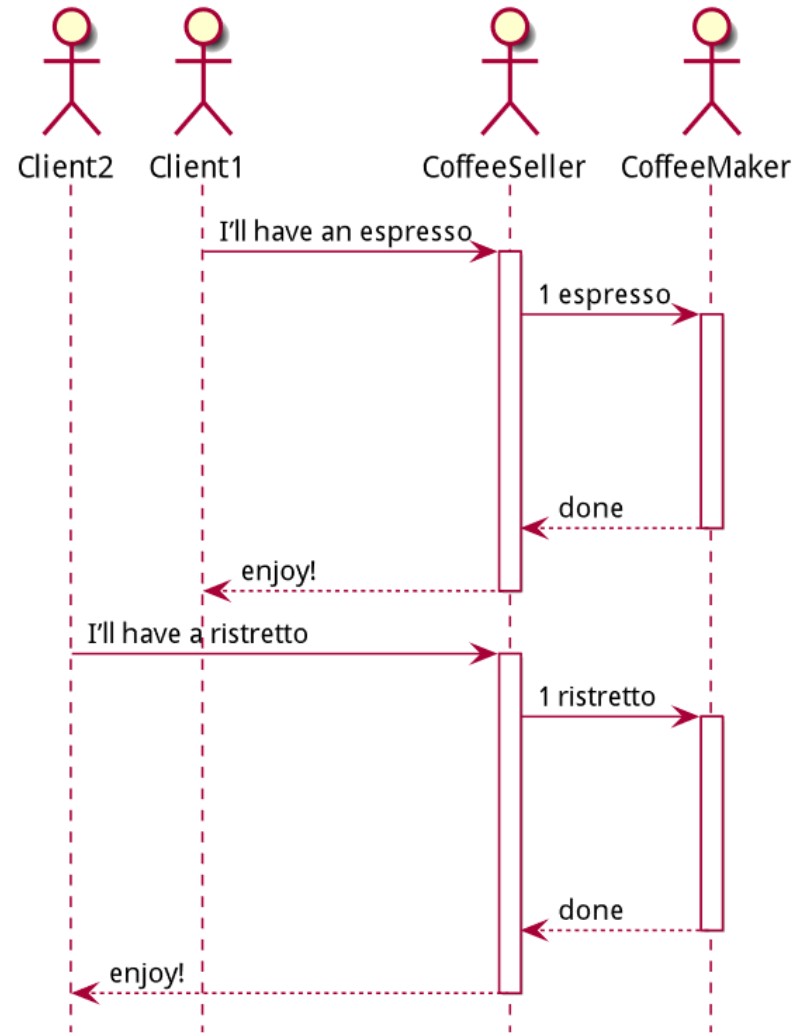 Client2 Client1 CoffeeSeller CoffeeMaker
I’ll have an espresso
1 espresso
done
enjoy!
I’ll have a ristretto
1 ristretto
done
enjoy!